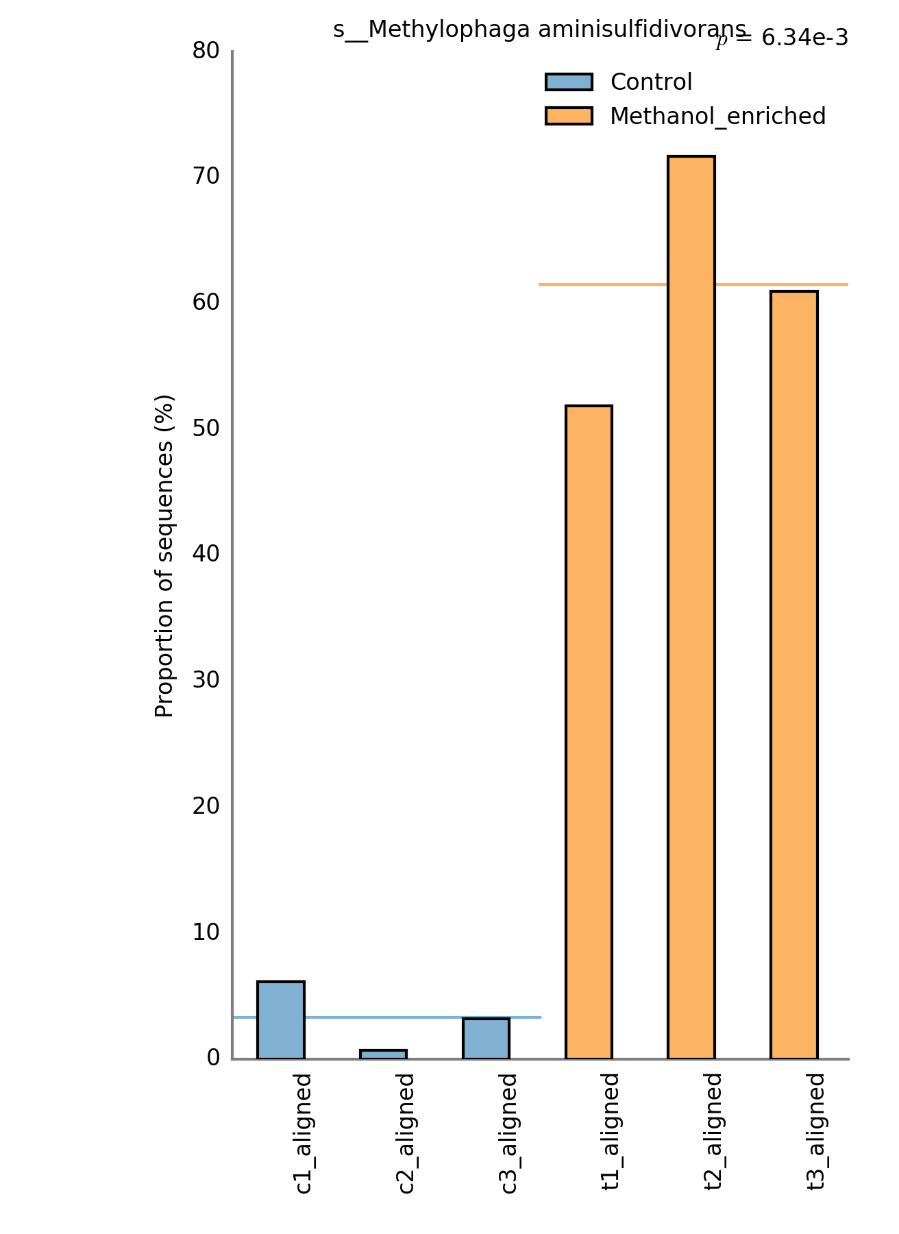 s__Methylophaga aminisulfidivorans
p = 6.34e-3
Control
Methanol_enriched
80
70
60
50
40
30
20
10
0
Proportion of sequences (%)
c1_aligned
c2_aligned
c3_aligned
t1_aligned
t2_aligned
t3_aligned